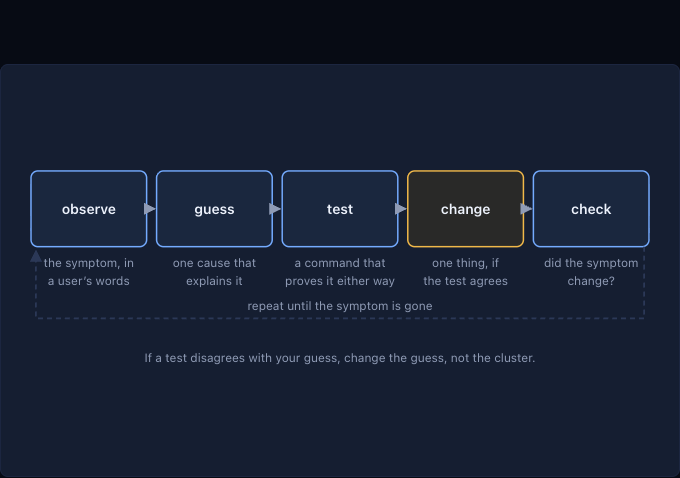 observe
guess
test
change
check
the symptom, in
a user’s words
one cause that
explains it
a command that
proves it either way
one thing, if
the test agrees
did the symptom
change?
repeat until the symptom is gone
If a test disagrees with your guess, change the guess, not the cluster.